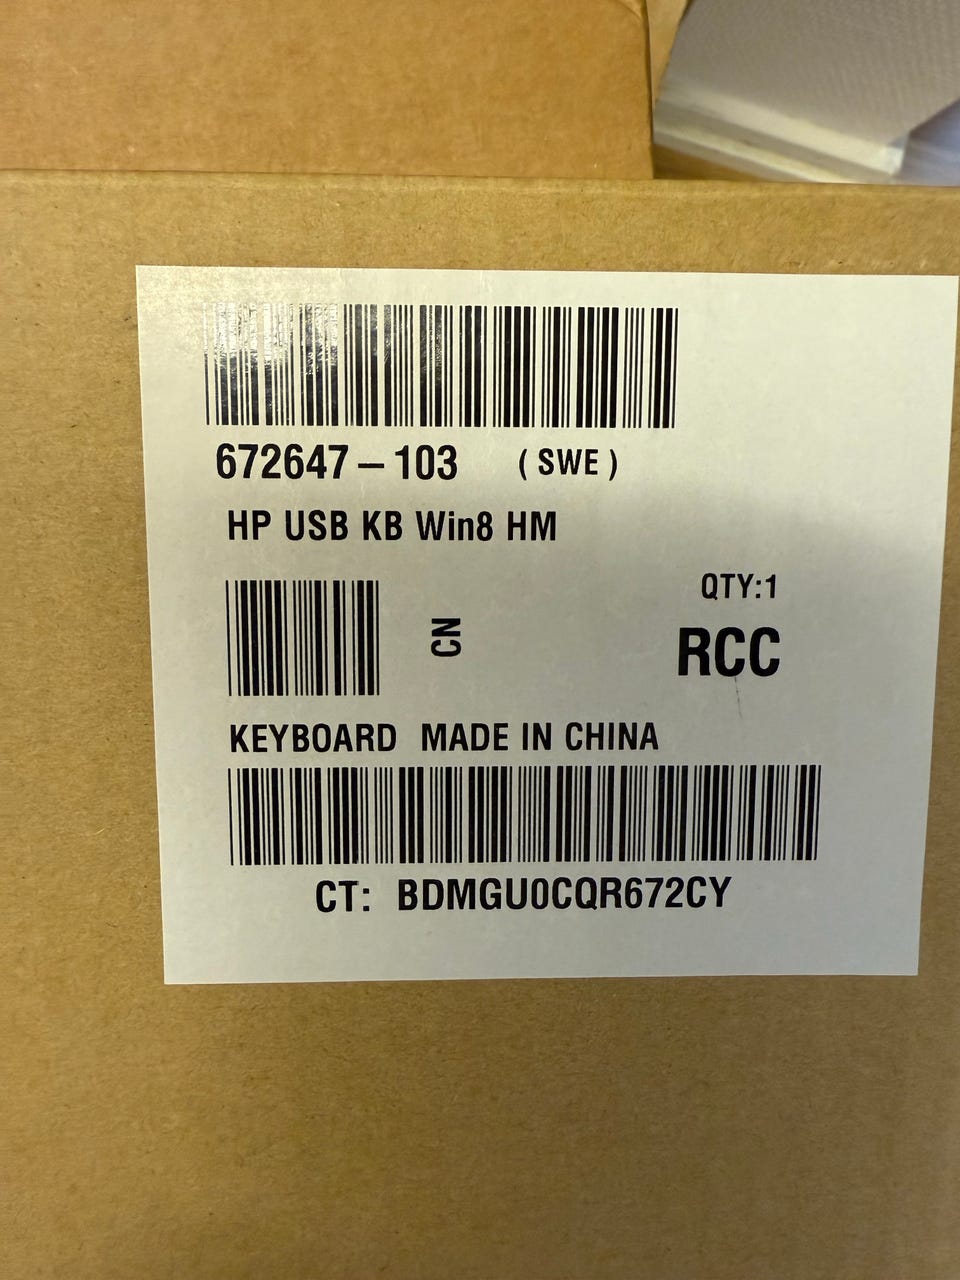 672647-103 (SWE)
HP USB KB Win8 HM
QTY:1
CN
RCC
KEYBOARD MADE IN CHINA
CT: BDMGU0CQR672CY